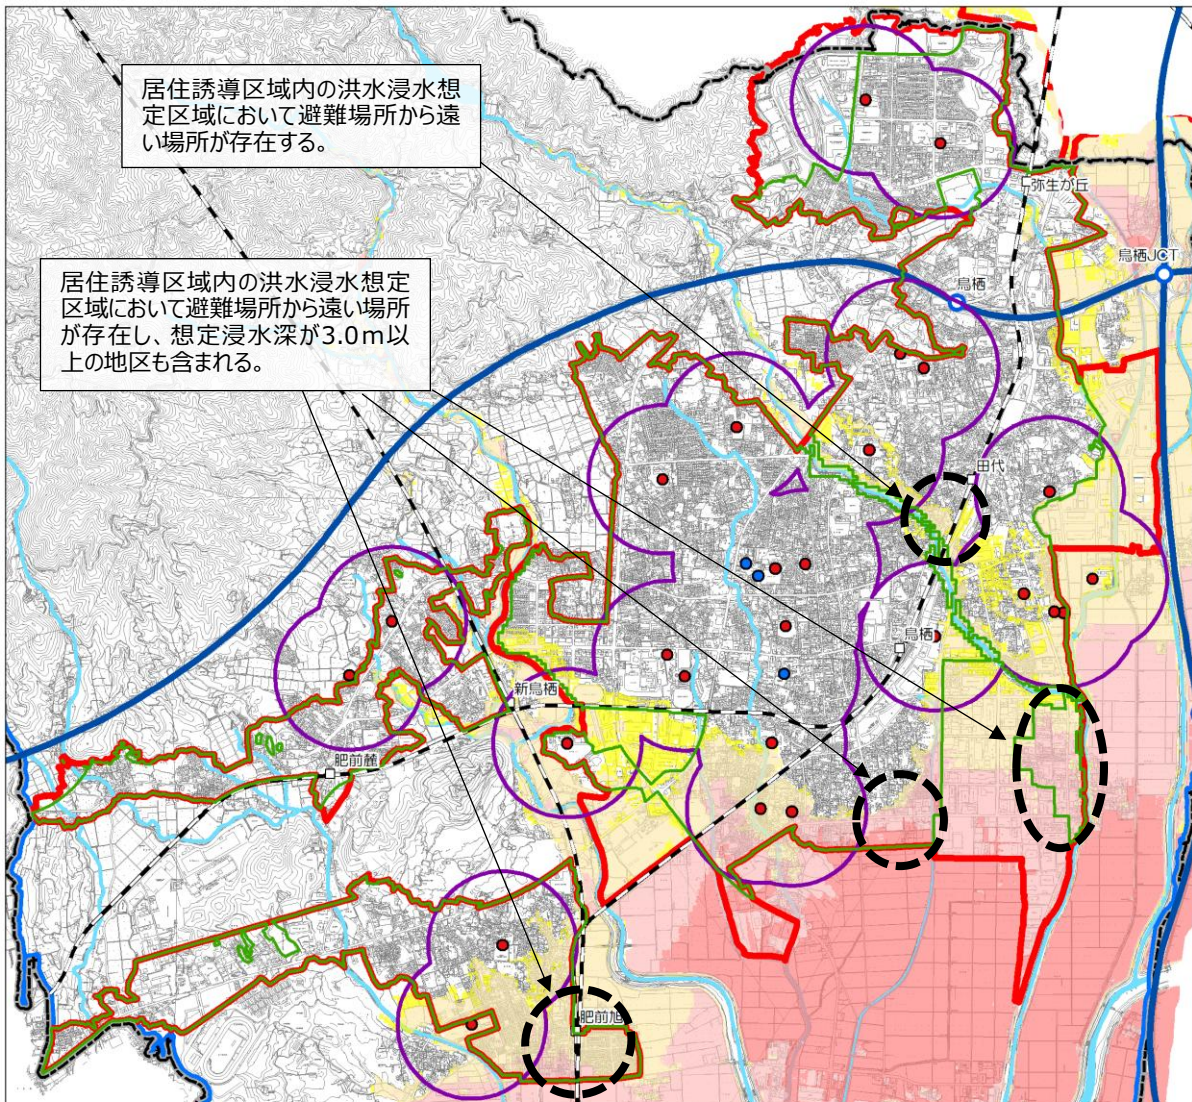 居住誘導区域内の洪水浸水想
定区域において避難場所から遠
い場所が存在する。
弥生が丘
鳥栖JCT
居住誘導区域内の洪水浸水想定
区域において避難場所から遠い場所
が存在し、想定浸水深が3.0m以
上の地区も含まれる。
鳥栖
田代
鳥栖
新鳥栖
肥前麓
肥前旭